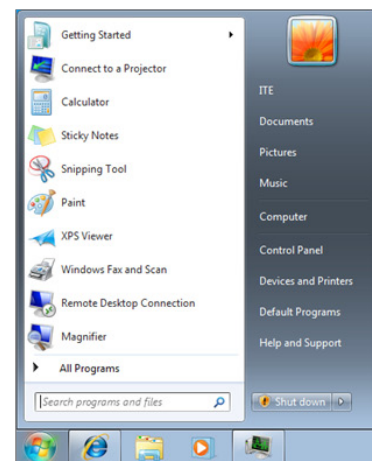 Getting Started
Connect to a Projector
Calculator
Sticky Notes
Snipping Tool
Paint
XPS Viewer
Windows Fax and Scan
Remote Desktop Connection
Magnifier
All Programs
Search programs and files
ITE
Documents
Pictures
Music
Computer
Control Panel
Devices and Printers
Default Programs
Help and Support
Shut down